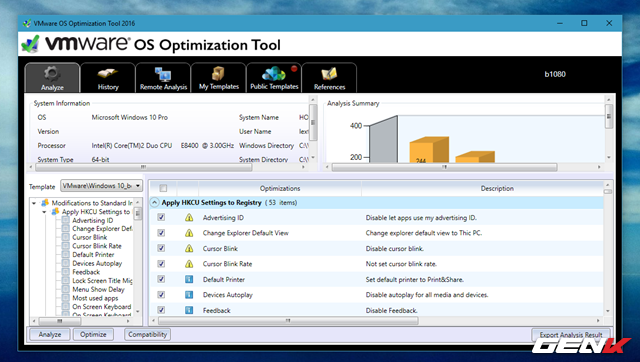 VMware OS Optimization Tool 2016
vmware® OS Optimization Tool
Analyze
History
Remote Analysis
My Templates
Public Templates
References
b1080
System Information
OS Microsoft Windows 10 Pro System Name HO
Version User Name lex
Processor Intel(R) Core(TM)2 Duo CPU E8400 @ 3.00GHz Windows Directory C:\
System Type 64-bit System Directory C:\
Analysis Summary
400
200
244
Template VMware\Windows 10_b
Modifications to Standard In
Apply HKCU Settings to
Advertising ID
Change Explorer Def
Cursor Blink
Cursor Blink Rate
Default Printer
Devices Autoplay
Feedback
Lock Screen Title Mig
Menu Show Delay
Most used apps
On Screen Keyboard
On Screen Keyboard
Optimizations Description
Apply HKCU Settings to Registry ( 53 items)
Advertising ID Disable let apps use my advertising ID.
Change Explorer Default View Change explorer default view to Thic PC.
Cursor Blink Disable cursor blink.
Cursor Blink Rate Not set cursor blink rate.
Default Printer Set default printer to Print&Share.
Devices Autoplay Disable autoplay for all media and devices.
Feedback Disable Feedback.
Analyze Optimize Compatibility Export Analysis Result
GENK